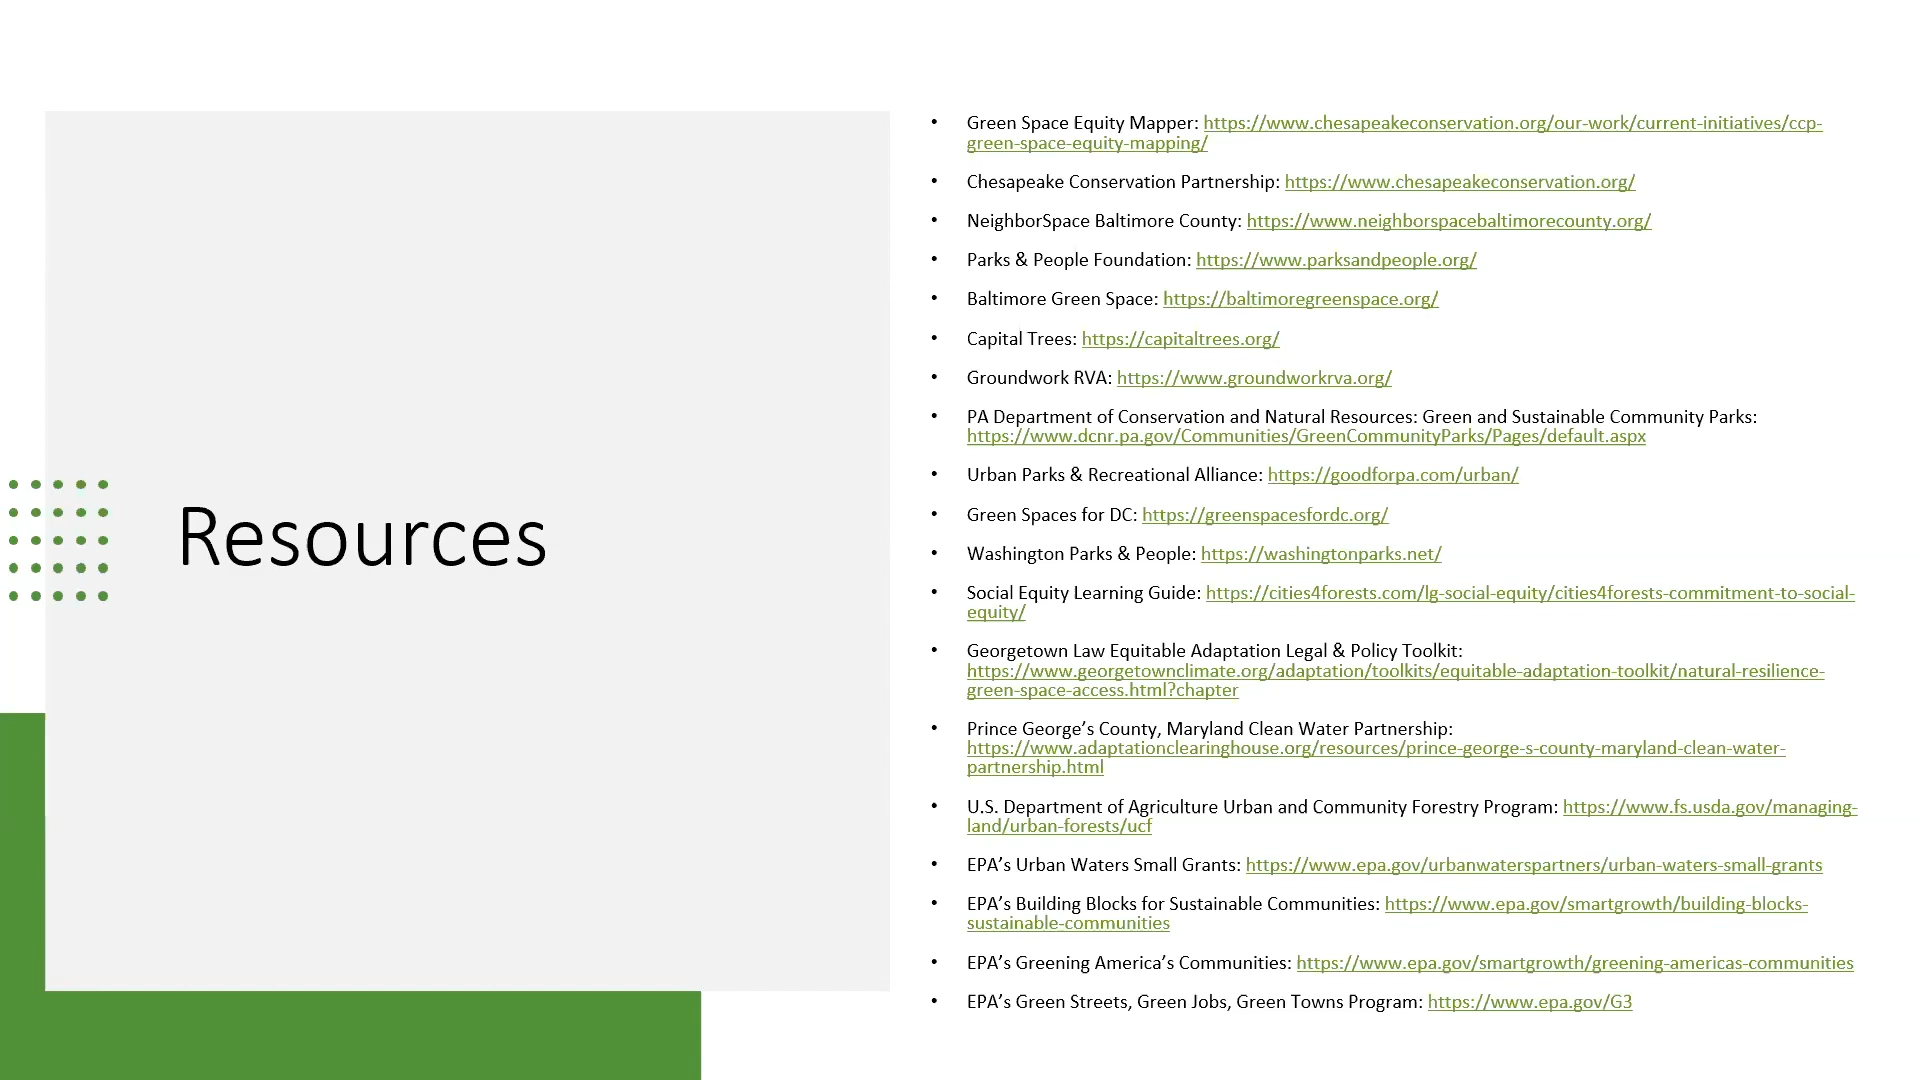 Resources
• Green Space Equity Mapper: https://www.chesapeakeconservation.org/our-work/current-initiatives/ccp-
green-space-equity-mapping/
• Chesapeake Conservation Partnership: https://www.chesapeakeconservation.org/
• NeighborSpace Baltimore County: https://www.neighborspacebaltimorecounty.org/
• Parks & People Foundation: https://www.parksandpeople.org/
• Baltimore Green Space: https://baltimoregreenspace.org/
• Capital Trees: https://capitaltrees.org/
• Groundwork RVA: https://www.groundworkrva.org/
• PA Department of Conservation and Natural Resources: Green and Sustainable Community Parks:
https://www.dcnr.pa.gov/Communities/GreenCommunityParks/Pages/default.aspx
• Urban Parks & Recreational Alliance: https://goodforpa.com/urban/
• Green Spaces for DC: https://greenspacesfordc.org/
• Washington Parks & People: https://washingtonparks.net/
• Social Equity Learning Guide: https://cities4forests.com/lg-social-equity/cities4forests-commitment-to-social-
equity/
• Georgetown Law Equitable Adaptation Legal & Policy Toolkit:
https://www.georgetownclimate.org/adaptation/toolkits/equitable-adaptation-toolkit/natural-resilience-
green-space-access.html?chapter
• Prince George’s County, Maryland Clean Water Partnership:
https://www.adaptationclearinghouse.org/resources/prince-george-s-county-maryland-clean-water-
partnership.html
• U.S. Department of Agriculture Urban and Community Forestry Program: https://www.fs.usda.gov/managing-
land/urban-forests/ucf
• EPA’s Urban Waters Small Grants: https://www.epa.gov/urbanwaterspartners/urban-waters-small-grants
• EPA’s Building Blocks for Sustainable Communities: https://www.epa.gov/smartgrowth/building-blocks-
sustainable-communities
• EPA’s Greening America’s Communities: https://www.epa.gov/smartgrowth/greening-americas-communities
• EPA’s Green Streets, Green Jobs, Green Towns Program: https://www.epa.gov/G3